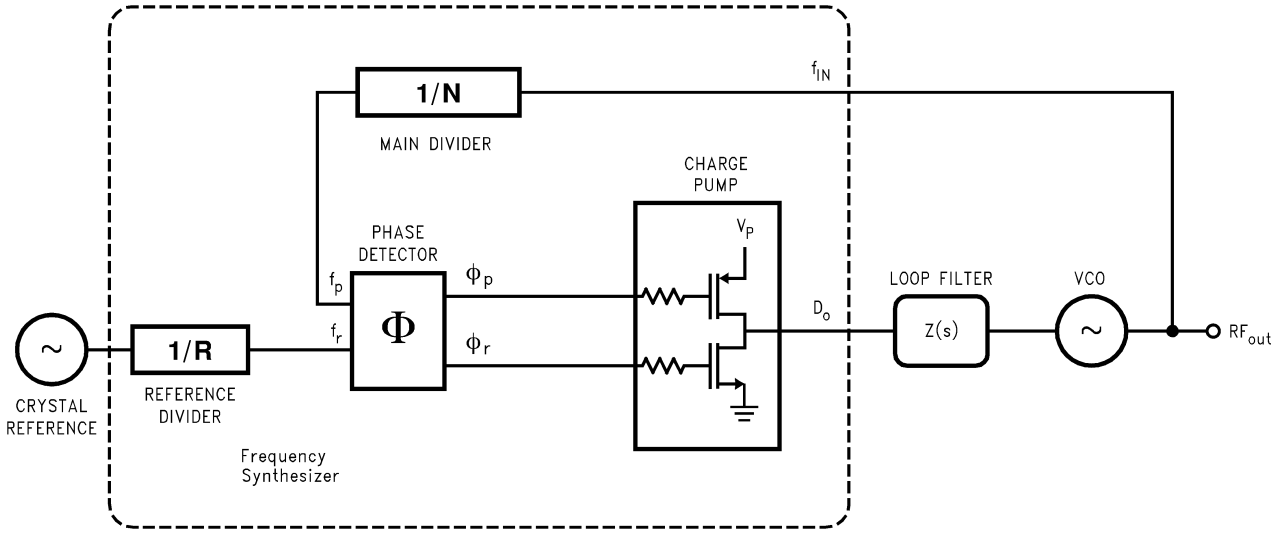 f_IN
1/N
MAIN DIVIDER
CHARGE
PUMP
V_P
PHASE
DETECTOR
f_p
ϕ_p
f_r
Φ
ϕ_r
D_o
LOOP FILTER
Z(s)
VCO
~
RF_out
~
CRYSTAL
REFERENCE
1/R
REFERENCE
DIVIDER
Frequency
Synthesizer